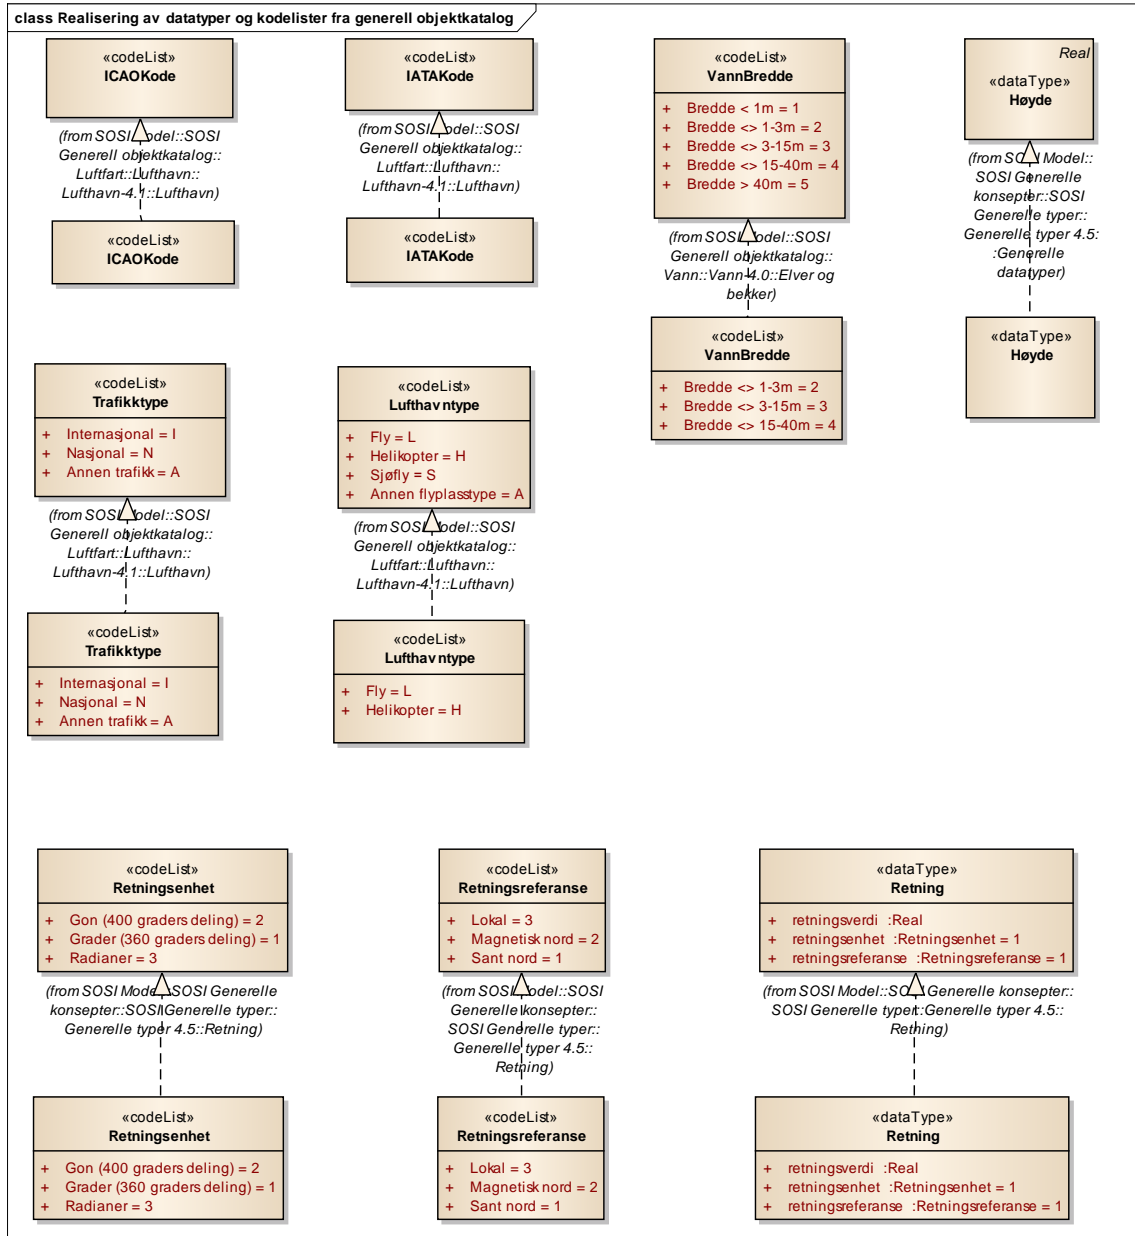 class Realisering av datatyper og kodelister fra generell objektkatalog
«codeList»
ICAOKode
(from SOSI Model::SOSI
Generell objektkatalog::
Luftfart::Lufthavn::
Lufthavn-4.1::Lufthavn)
«codeList»
ICAOKode
«codeList»
IATAKode
(from SOSI Model::SOSI
Generell objektkatalog::
Luftfart::Lufthavn::
Lufthavn-4.1::Lufthavn)
«codeList»
IATAKode
«codeList»
VannBredde
+ Bredde < 1m = 1
+ Bredde <> 1-3m = 2
+ Bredde <> 3-15m = 3
+ Bredde <> 15-40m = 4
+ Bredde > 40m = 5
(from SOSI Model::SOSI
Generell objektkatalog::
Vann::Vann-4.0::Elver og
bekker)
«codeList»
VannBredde
+ Bredde <> 1-3m = 2
+ Bredde <> 3-15m = 3
+ Bredde <> 15-40m = 4
Real
«dataType»
Høyde
(from SOSI Model::
SOSI Generelle
konsepter::SOSI
Generelle typer::
Generelle typer 4.5:
:Generelle
datatyper)
«dataType»
Høyde
«codeList»
Trafikktype
+ Internasjonal = I
+ Nasjonal = N
+ Annen trafikk = A
(from SOSI Model::SOSI
Generell objektkatalog::
Luftfart::Lufthavn::
Lufthavn-4.1::Lufthavn)
«codeList»
Trafikktype
+ Internasjonal = I
+ Nasjonal = N
+ Annen trafikk = A
«codeList»
Lufthavntype
+ Fly = L
+ Helikopter = H
+ Sjøfly = S
+ Annen flyplasstype = A
(from SOSI Model::SOSI
Generell objektkatalog::
Luftfart::Lufthavn::
Lufthavn-4.1::Lufthavn)
«codeList»
Lufthavntype
+ Fly = L
+ Helikopter = H
«codeList»
Retningsenhet
+ Gon (400 graders deling) = 2
+ Grader (360 graders deling) = 1
+ Radianer = 3
(from SOSI Model::SOSI Generelle
konsepter::SOSI Generelle typer::
Generelle typer 4.5::Retning)
«codeList»
Retningsenhet
+ Gon (400 graders deling) = 2
+ Grader (360 graders deling) = 1
+ Radianer = 3
«codeList»
Retningsreferanse
+ Lokal = 3
+ Magnetisk nord = 2
+ Sant nord = 1
(from SOSI Model::SOSI
Generelle konsepter::
SOSI Generelle typer::
Generelle typer 4.5::
Retning)
«codeList»
Retningsreferanse
+ Lokal = 3
+ Magnetisk nord = 2
+ Sant nord = 1
«dataType»
Retning
+ retningsverdi :Real
+ retningsenhet :Retningsenhet = 1
+ retningsreferanse :Retningsreferanse = 1
(from SOSI Model::SOSI Generelle konsepter::
SOSI Generelle typer::Generelle typer 4.5::
Retning)
«dataType»
Retning
+ retningsverdi :Real
+ retningsenhet :Retningsenhet = 1
+ retningsreferanse :Retningsreferanse = 1